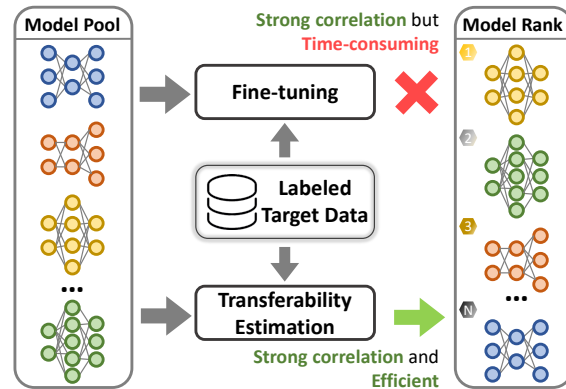 Model Pool
Strong correlation but
Time-consuming
Model Rank
1
Fine-tuning
2
Labeled
Target Data
3
...
...
Transferability
Estimation
N
Strong correlation and
Efficient